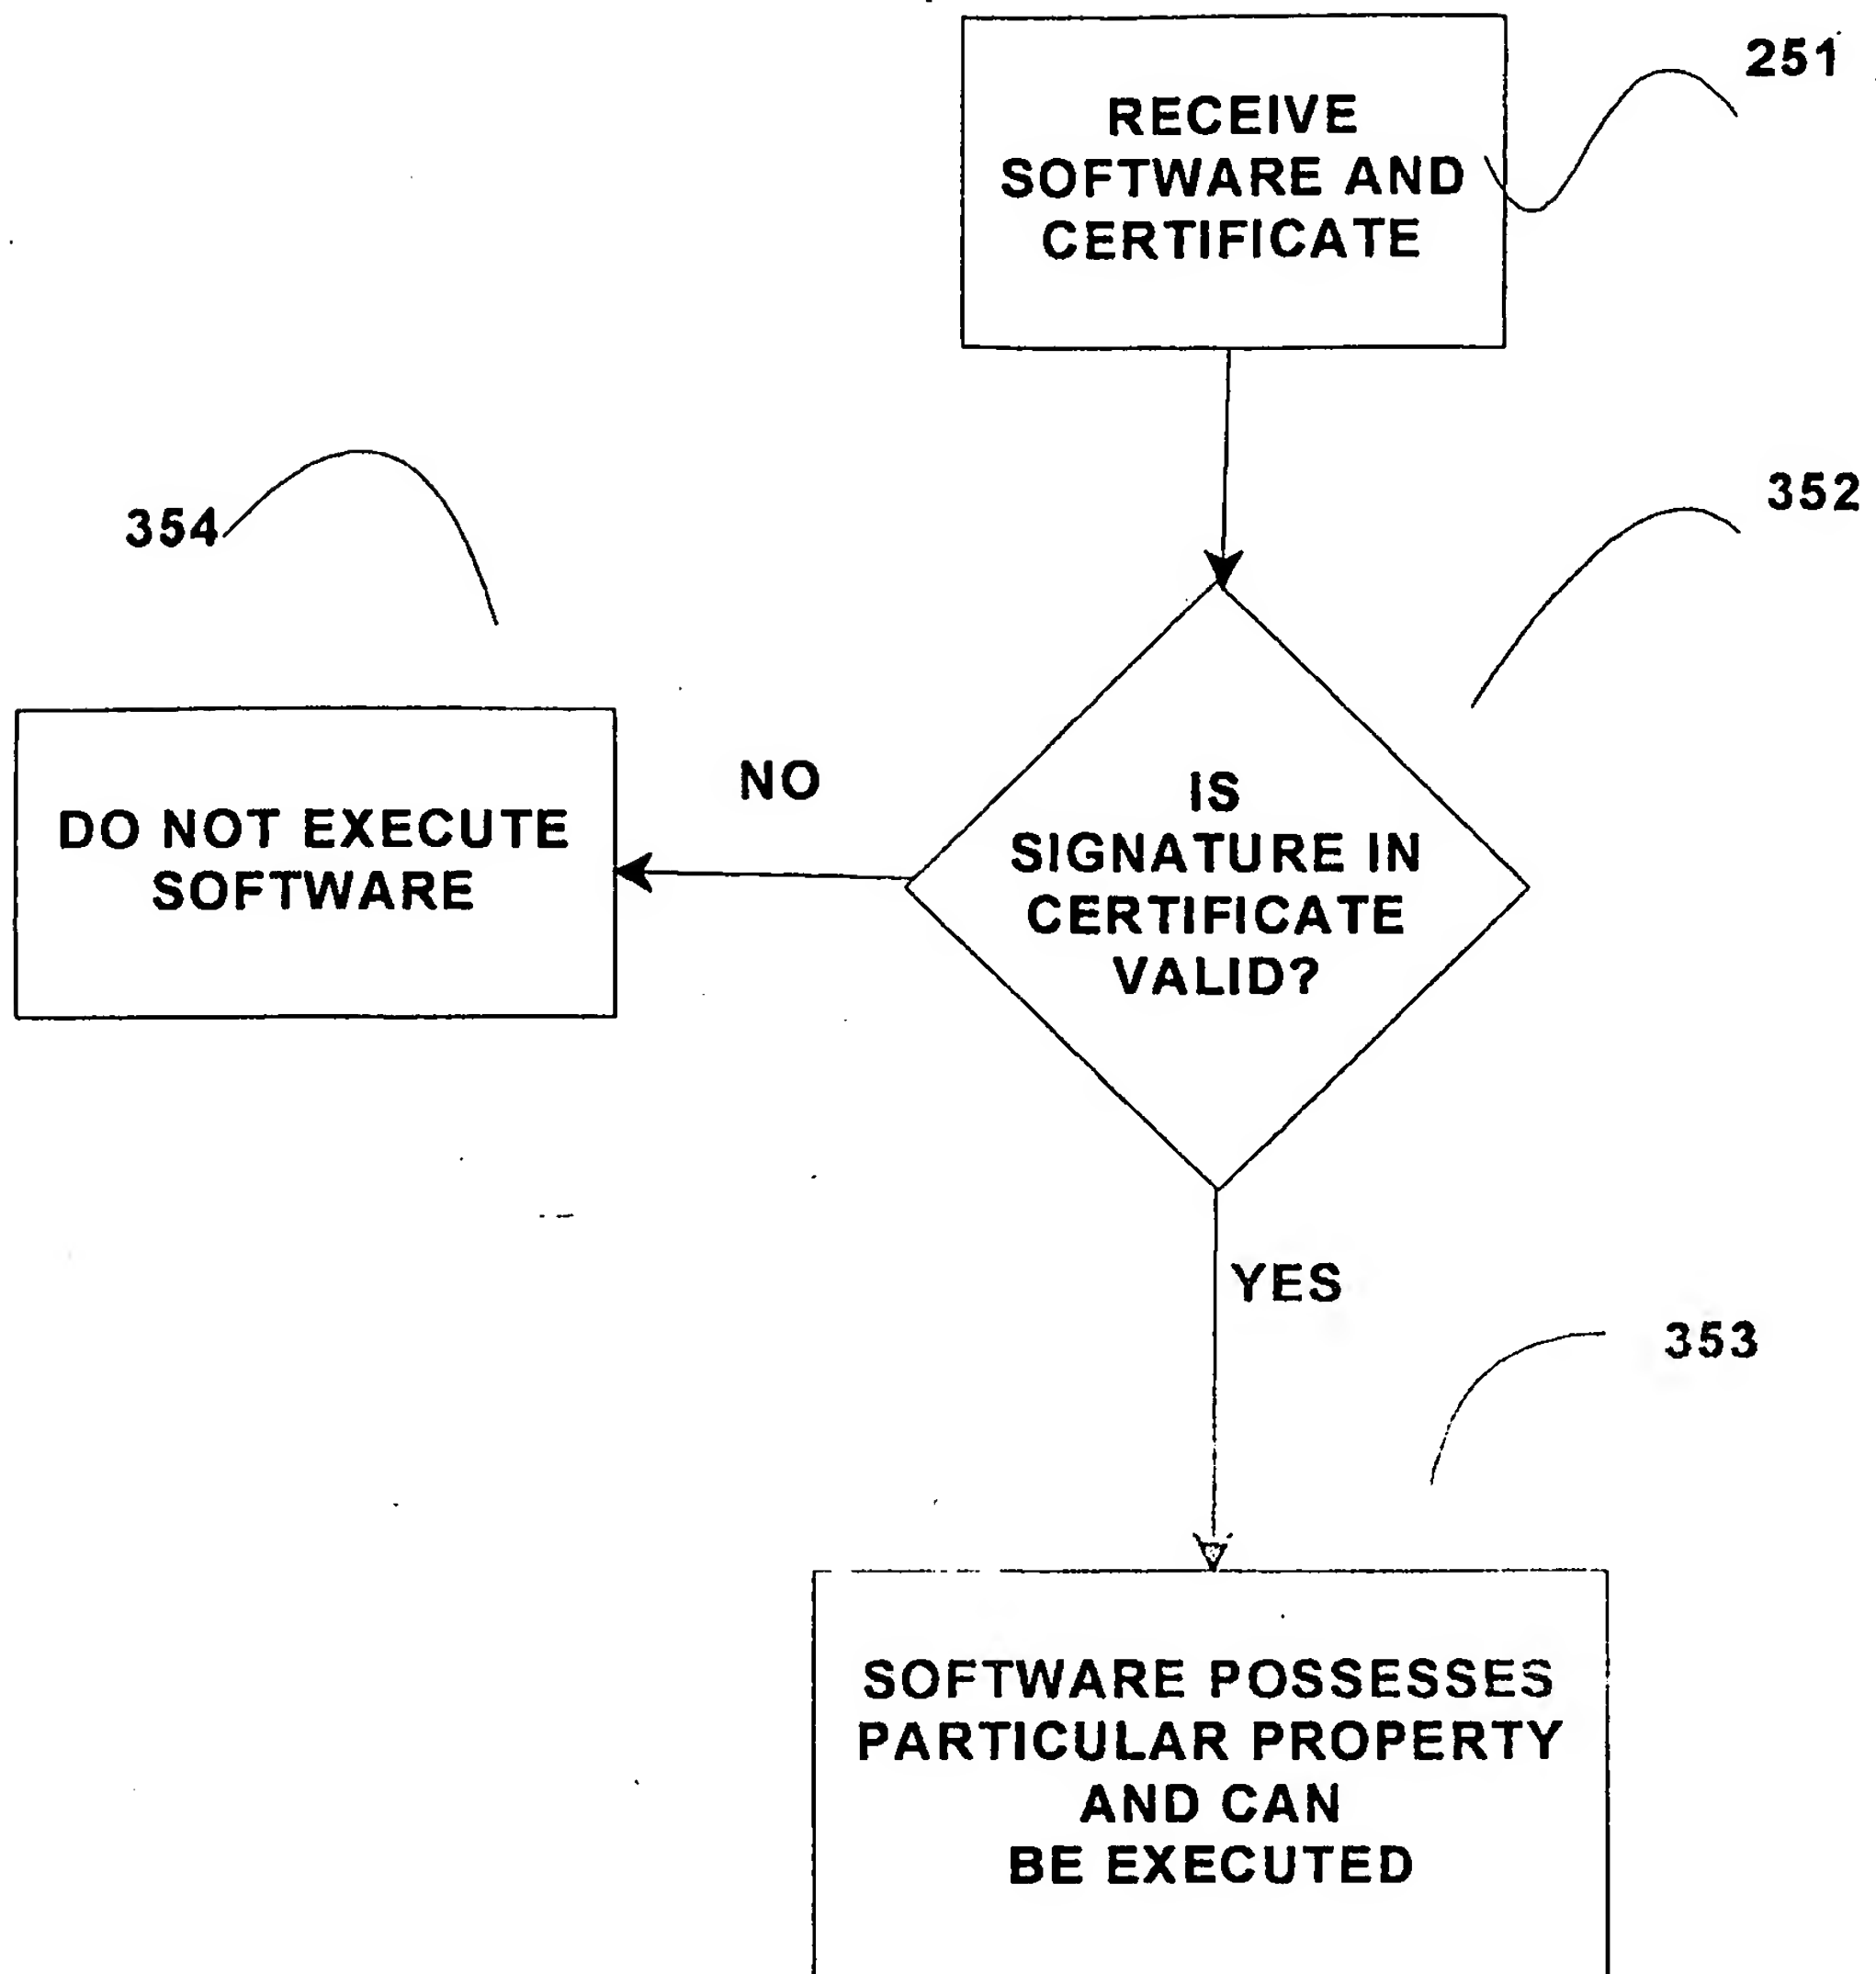 RECEIVE
SOFTWARE AND
CERTIFICATE
251
354
352
DO NOT EXECUTE
SOFTWARE
NO
IS
SIGNATURE IN
CERTIFICATE
VALID?
YES
353
SOFTWARE POSSESSES
PARTICULAR PROPERTY
AND CAN
BE EXECUTED